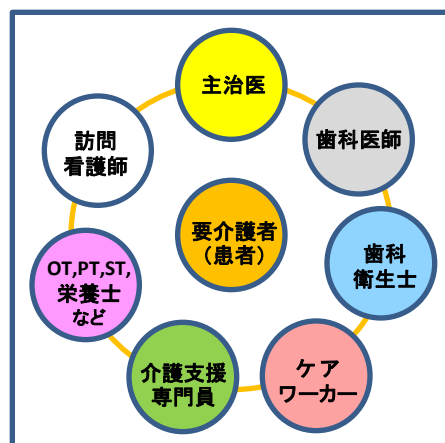 主治医
歯科医師
歯科
衛生士
ケア
ワーカー
介護支援
専門員
OT,PT,ST,
栄養士
など
訪問
看護師
要介護者
（患者）